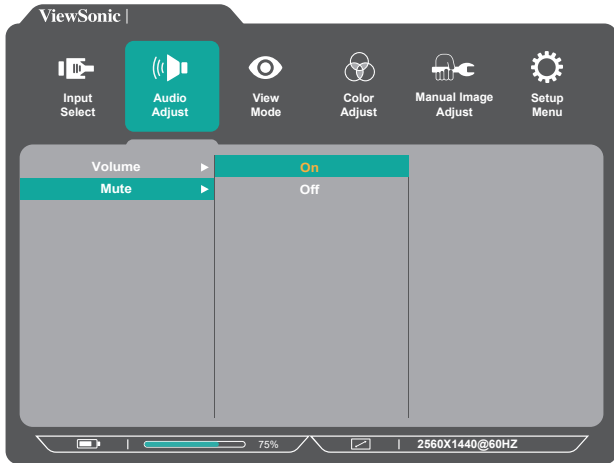 ViewSonic |
Input Select
Audio Adjust
View Mode
Color Adjust
Manual Image Adjust
Setup Menu
Volume
On
Mute
Off
75%
2560X1440@60HZ